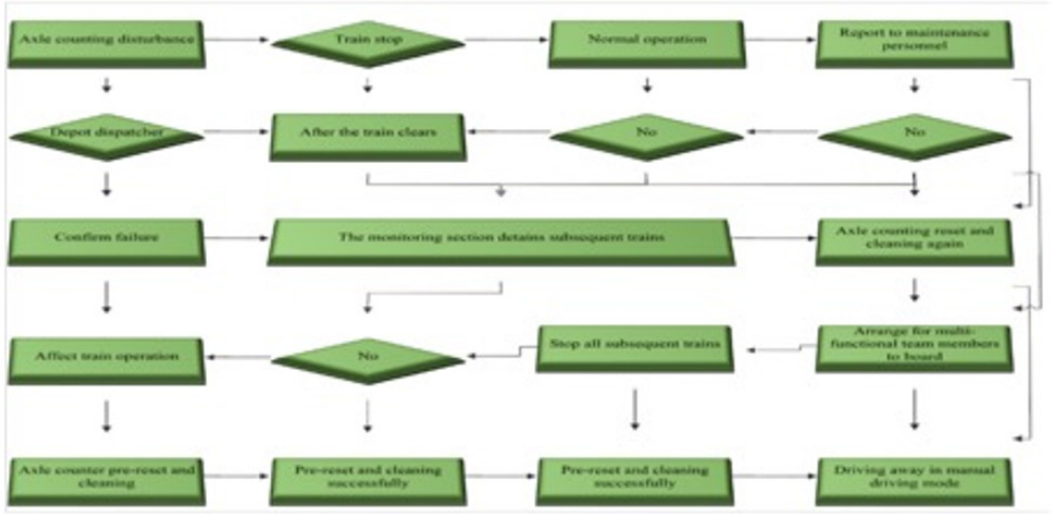 Axle counting disturbance
Train stop
Normal operation
Report to maintenance
personnel
Depot dispatcher
After the train clears
No
No
Confirm failure
The monitoring section detains subsequent trains
Axle counting reset and
cleaning again
Affect train operation
No
Stop all subsequent trains
Arrange for multi-
functional team members
to board
Axle counter pre-reset and
cleaning
Pre-reset and cleaning
successfully
Pre-reset and cleaning
successfully
Driving away in manual
driving mode